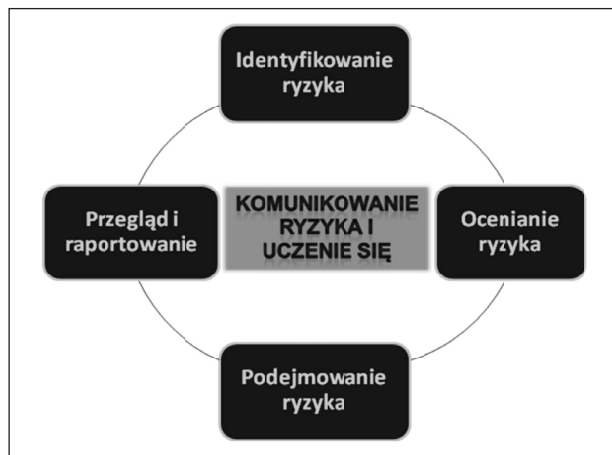 Identyfikowanie
ryzyka
Przegląd i
raportowanie
KOMUNIKOWANIE
RYZYKA I
UCZENIE SIĘ
Ocenianie
ryzyka
Podejmowanie
ryzyka